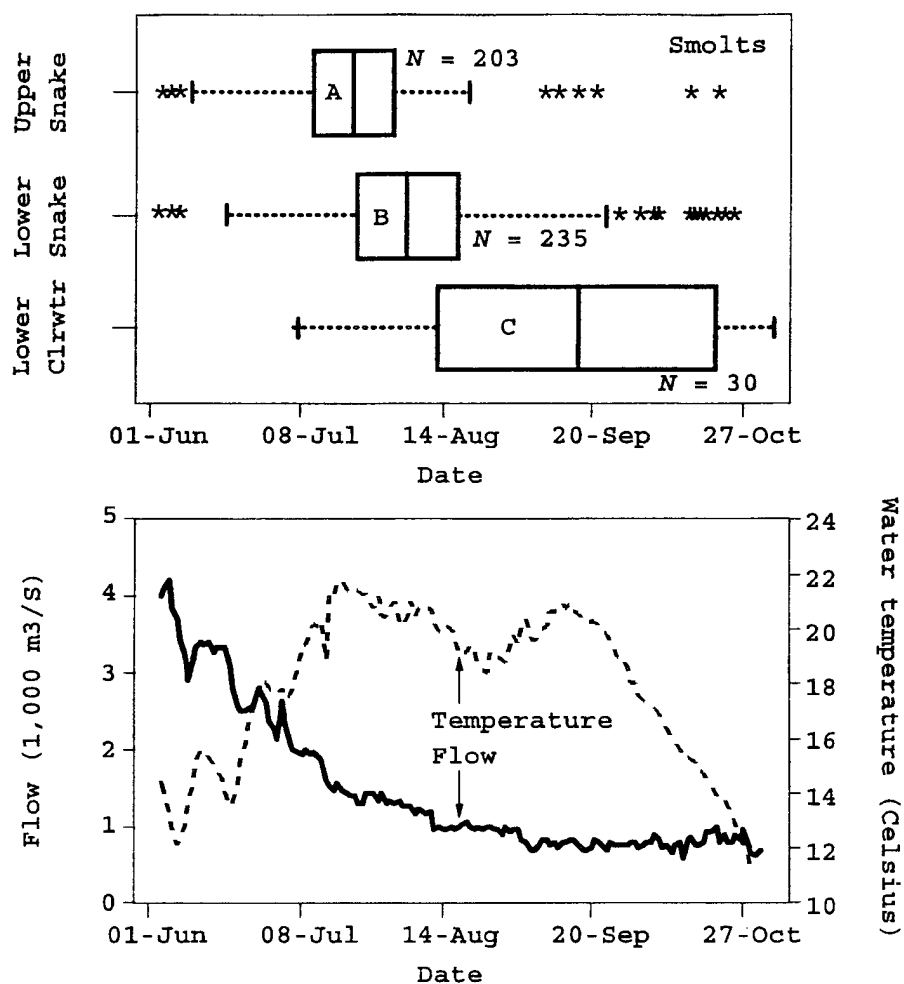 Smolts
Upper Snake
N = 203
A
Lower Snake
B
N = 235
Lower Clrwtr
C
N = 30
01-Jun 08-Jul 14-Aug 20-Sep 27-Oct
Date
Flow (1,000 m3/S)
5
4
3
2
1
0
Temperature
Flow
24
22
20
18
16
14
12
10
Water temperature (Celsius)
01-Jun 08-Jul 14-Aug 20-Sep 27-Oct
Date